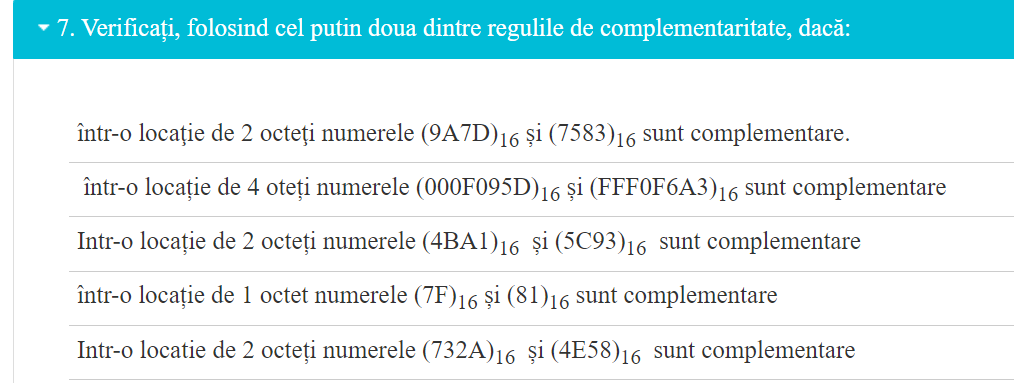 7. Verificați, folosind cel putin doua dintre regulile de complementaritate, dacă:
într-o locaţie de 2 octeţi numerele (9A7D)16 și (7583)16 sunt complementare.
într-o locație de 4 oteți numerele (000F095D)16 și (FFF0F6A3)16 sunt complementare
Intr-o locație de 2 octeți numerele (4BA1)16 și (5C93)16 sunt complementare
într-o locație de 1 octet numerele (7F)16 și (81)16 sunt complementare
Intr-o locatie de 2 octeți numerele (732A)16 și (4E58)16 sunt complementare